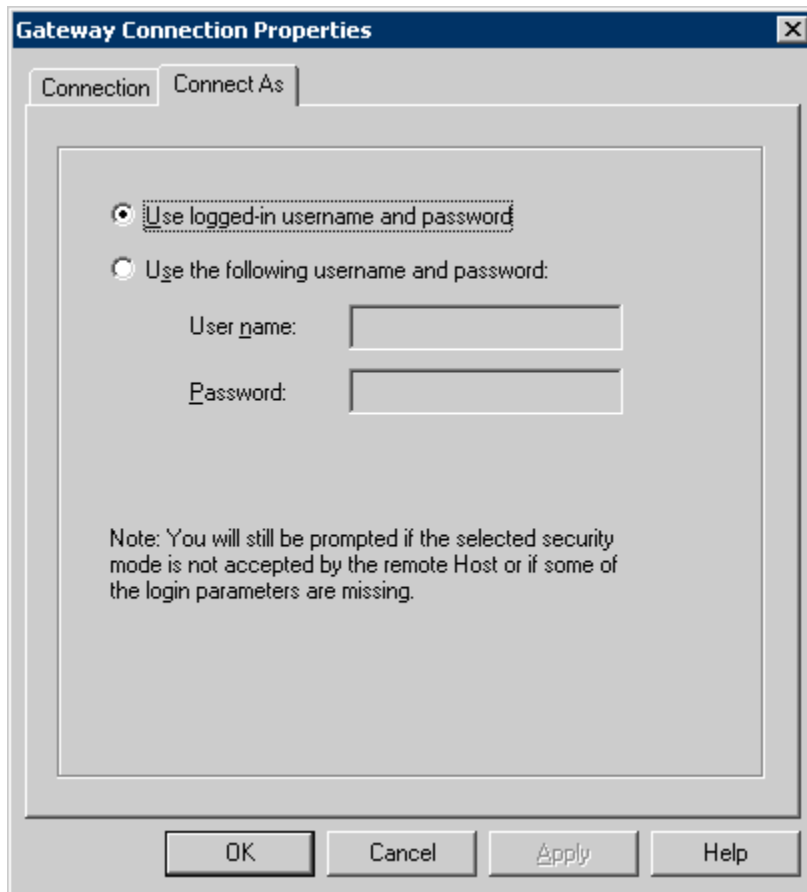 Gateway Connection Properties
Connection
Connect As
Use logged-in username and password
Use the following username and password:
User name:
Password:
Note: You will still be prompted if the selected security
mode is not accepted by the remote Host or if some of
the login parameters are missing.
OK
Cancel
Apply
Help